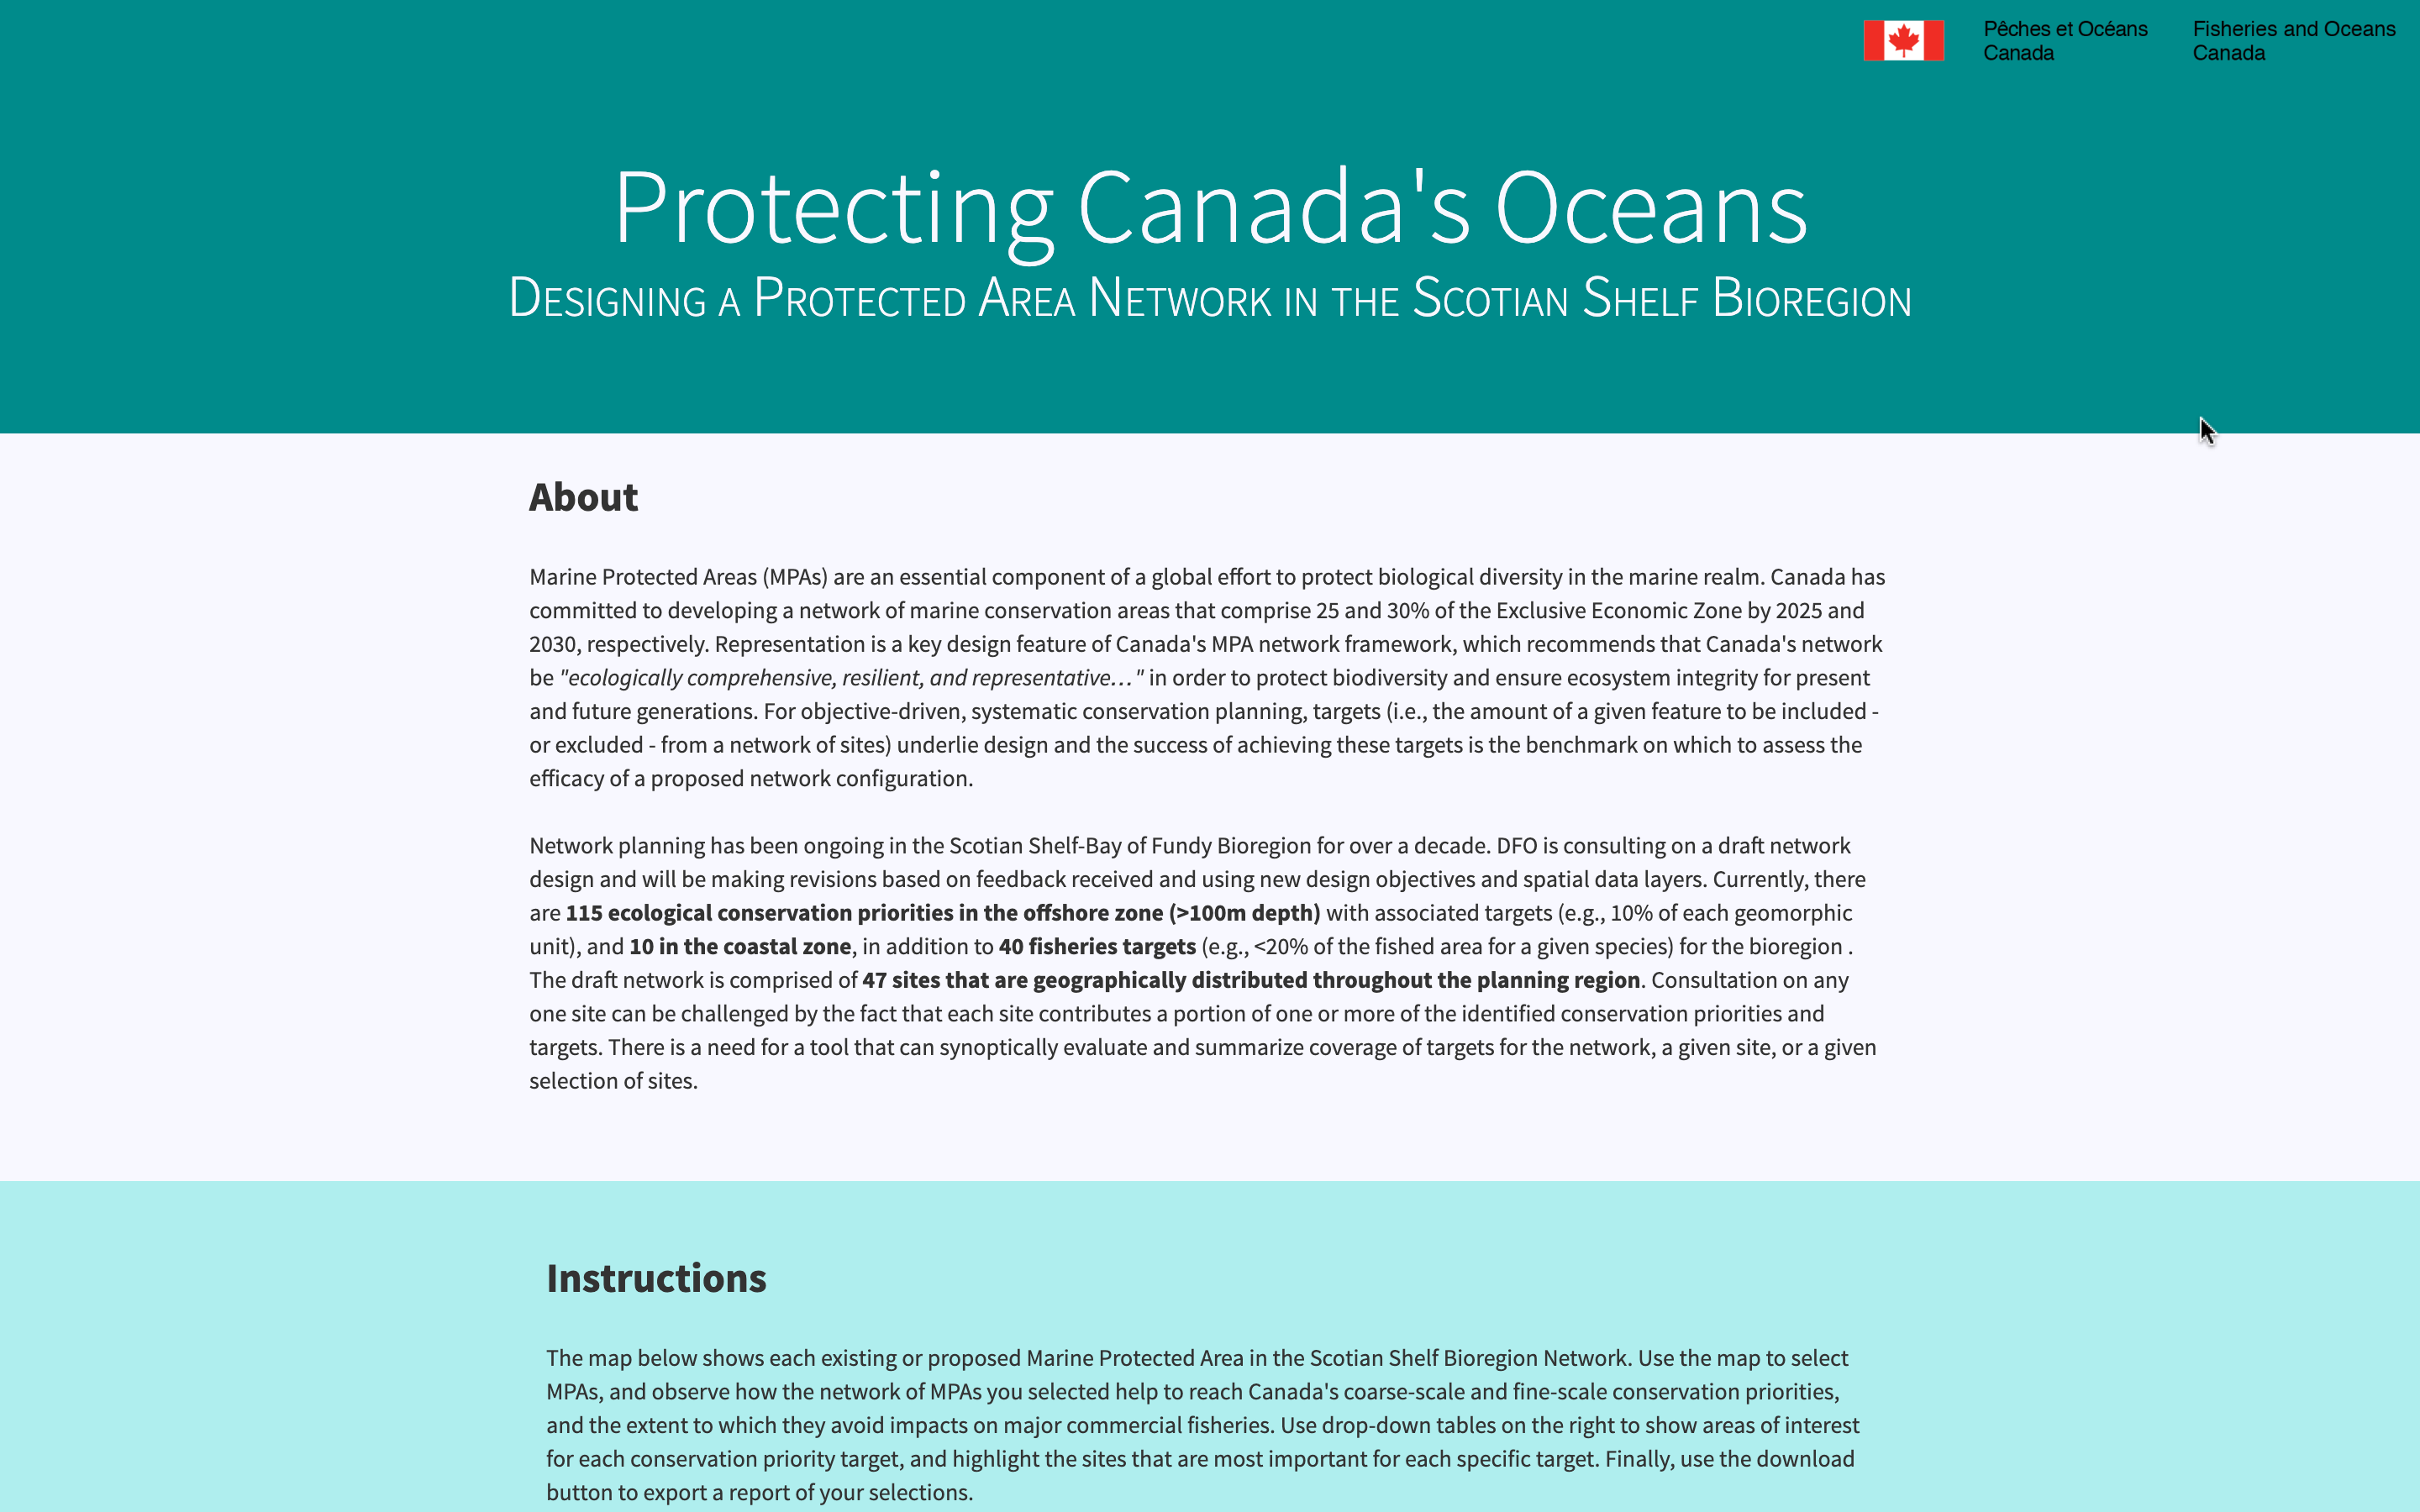 Pêches et Océans Canada
Fisheries and Oceans Canada
Protecting Canada's Oceans
Designing a Protected Area Network in the Scotian Shelf Bioregion
About
Marine Protected Areas (MPAs) are an essential component of a global effort to protect biological diversity in the marine realm. Canada has
committed to developing a network of marine conservation areas that comprise 25 and 30% of the Exclusive Economic Zone by 2025 and
2030, respectively. Representation is a key design feature of Canada's MPA network framework, which recommends that Canada's network
be "ecologically comprehensive, resilient, and representative…" in order to protect biodiversity and ensure ecosystem integrity for present
and future generations. For objective-driven, systematic conservation planning, targets (i.e., the amount of a given feature to be included -
or excluded - from a network of sites) underlie design and the success of achieving these targets is the benchmark on which to assess the
efficacy of a proposed network configuration.
Network planning has been ongoing in the Scotian Shelf-Bay of Fundy Bioregion for over a decade. DFO is consulting on a draft network
design and will be making revisions based on feedback received and using new design objectives and spatial data layers. Currently, there
are 115 ecological conservation priorities in the offshore zone (>100m depth) with associated targets (e.g., 10% of each geomorphic
unit), and 10 in the coastal zone, in addition to 40 fisheries targets (e.g., <20% of the fished area for a given species) for the bioregion .
The draft network is comprised of 47 sites that are geographically distributed throughout the planning region. Consultation on any
one site can be challenged by the fact that each site contributes a portion of one or more of the identified conservation priorities and
targets. There is a need for a tool that can synoptically evaluate and summarize coverage of targets for the network, a given site, or a given
selection of sites.
Instructions
The map below shows each existing or proposed Marine Protected Area in the Scotian Shelf Bioregion Network. Use the map to select
MPAs, and observe how the network of MPAs you selected help to reach Canada's coarse-scale and fine-scale conservation priorities,
and the extent to which they avoid impacts on major commercial fisheries. Use drop-down tables on the right to show areas of interest
for each conservation priority target, and highlight the sites that are most important for each specific target. Finally, use the download
button to export a report of your selections.